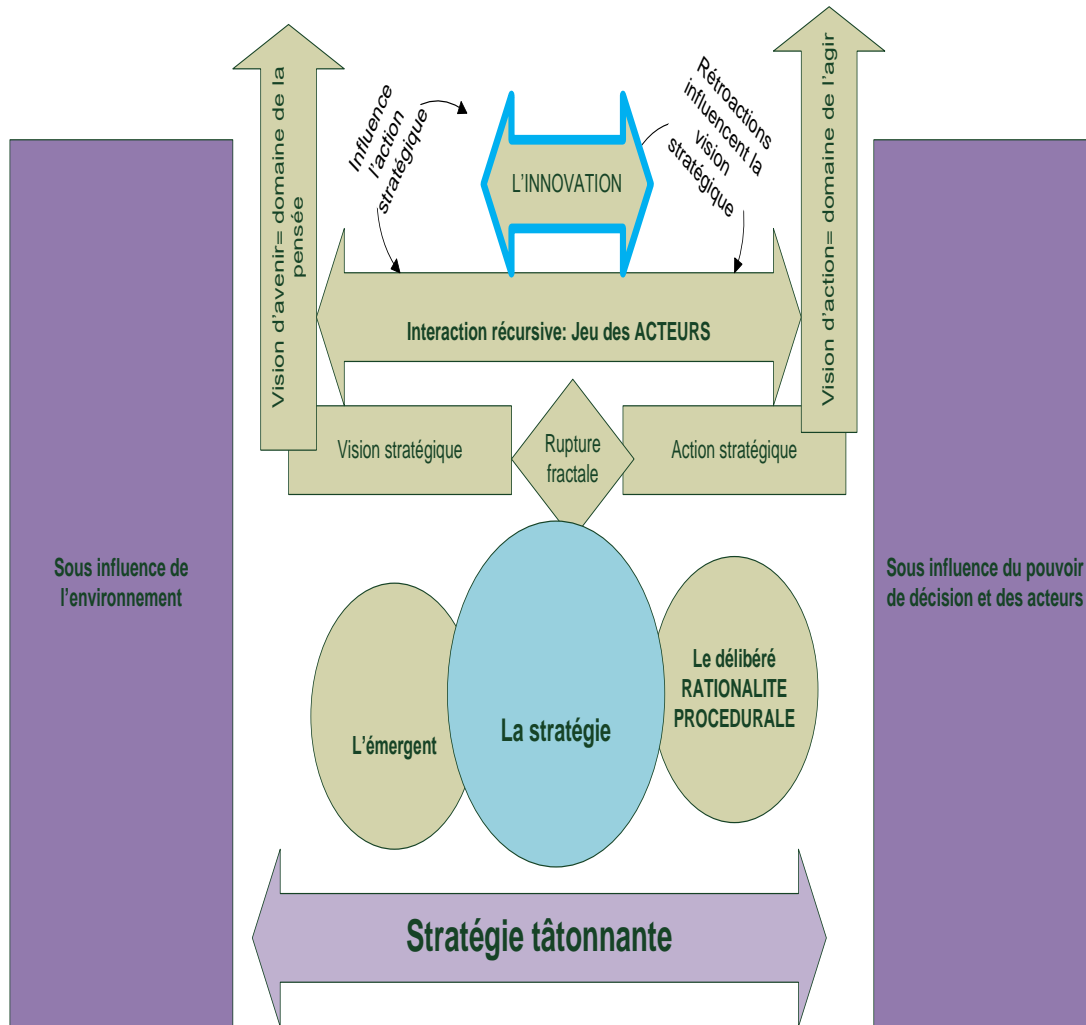 Vision d'avenir= domaine de la
pensée
Influence
l'action
stratégique
L'INNOVATION
Rétroactions
influencent la
vision
stratégique
Vision d'action= domaine de l'agir
Interaction récursive: Jeu des ACTEURS
Vision stratégique
Rupture
fractale
Action stratégique
Sous influence de
l'environnement
Sous influence du pouvoir
de décision et des acteurs
L'émergent
La stratégie
Le délibéré
RATIONALITE
PROCEDURALE
Stratégie tâtonnante